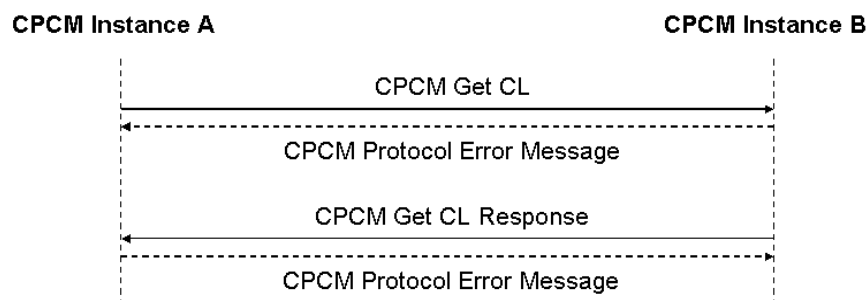 CPCM Instance A
CPCM Instance B
CPCM Get CL
CPCM Protocol Error Message
CPCM Get CL Response
CPCM Protocol Error Message